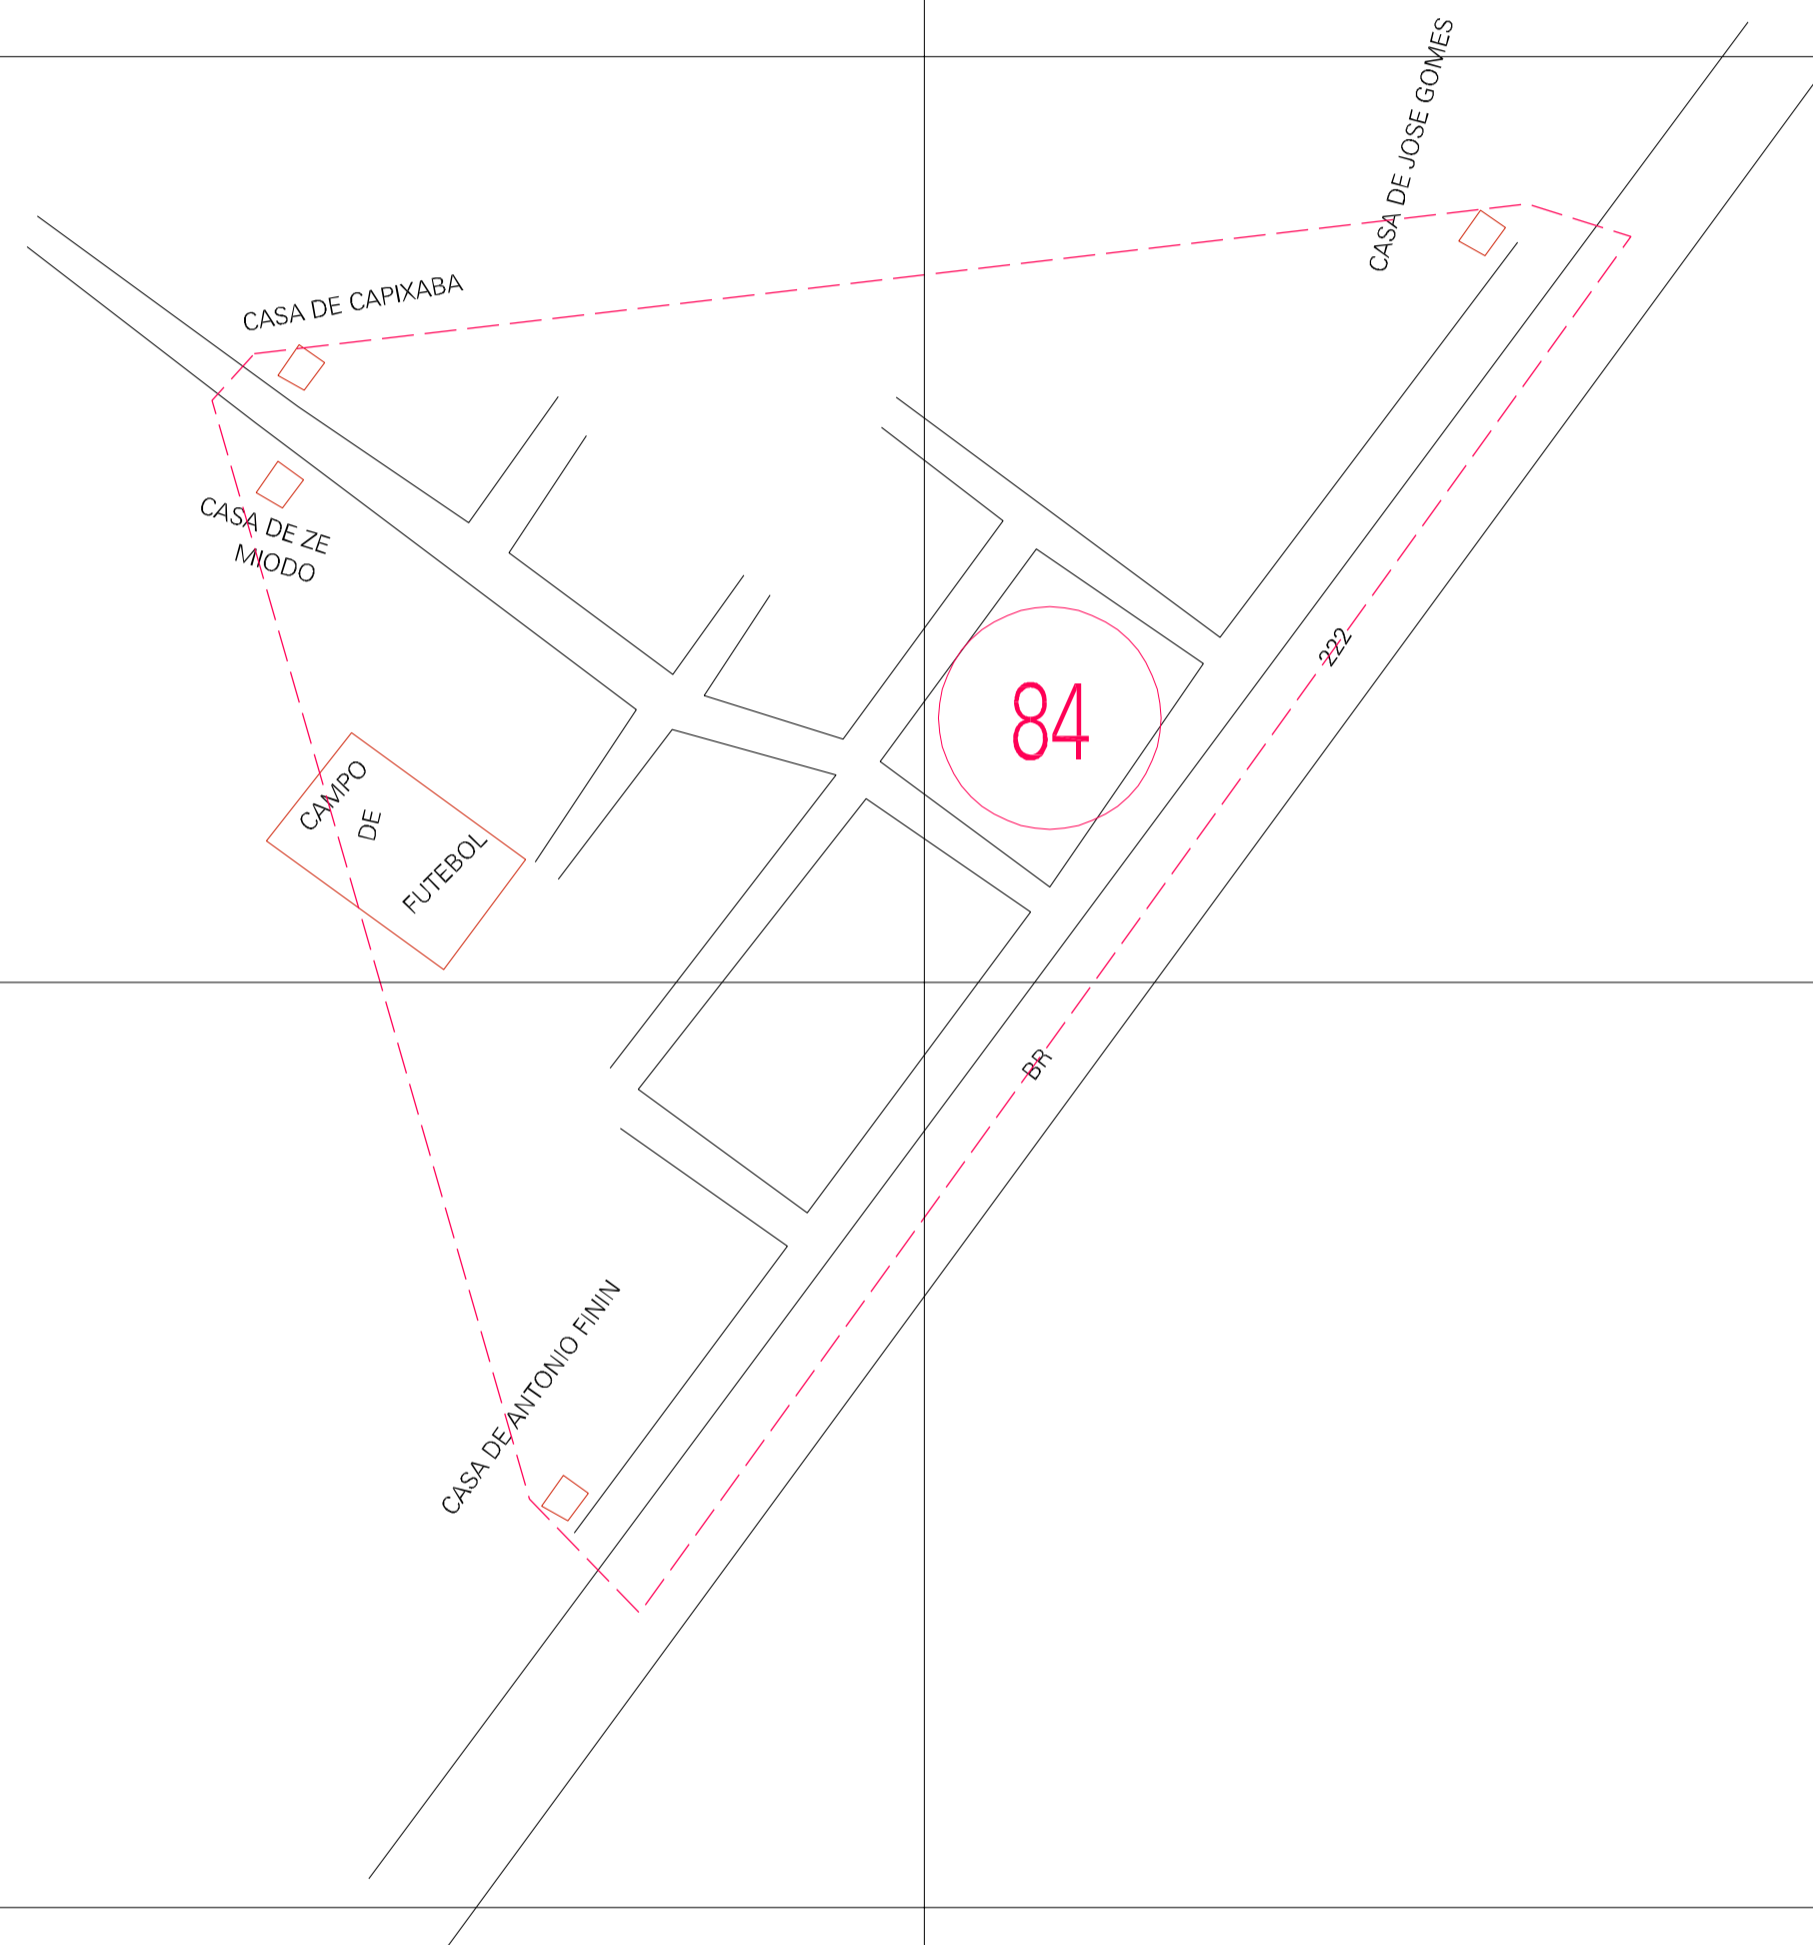 CASA DE JOSE GOMES
CASA DE CAPIXABA
CASA DE ZE
MIODO
222
84
CAMPO
DE
FUTEBOL
BR
CASA DE ANTONIO FININ